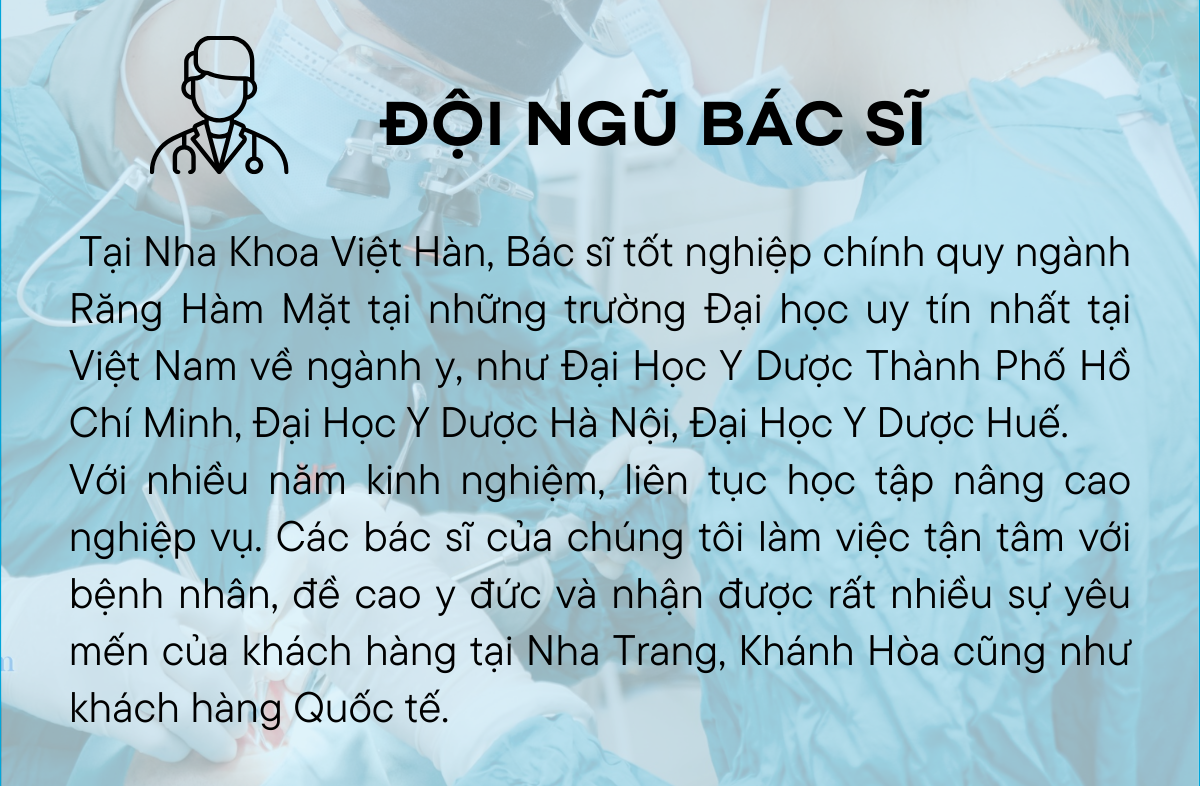 ĐỘI NGŨ BÁC SĨ
Tại Nha Khoa Việt Hàn, Bác sĩ tốt nghiệp chính quy ngành
Răng Hàm Mặt tại những trường Đại học uy tín nhất tại
Việt Nam về ngành y, như Đại Học Y Dược Thành Phố Hồ
Chí Minh, Đại Học Y Dược Hà Nội, Đại Học Y Dược Huế.
Với nhiều năm kinh nghiệm, liên tục học tập nâng cao
nghiệp vụ. Các bác sĩ của chúng tôi làm việc tận tâm với
bệnh nhân, đề cao y đức và nhận được rất nhiều sự yêu
mến của khách hàng tại Nha Trang, Khánh Hòa cũng như
khách hàng Quốc tế.